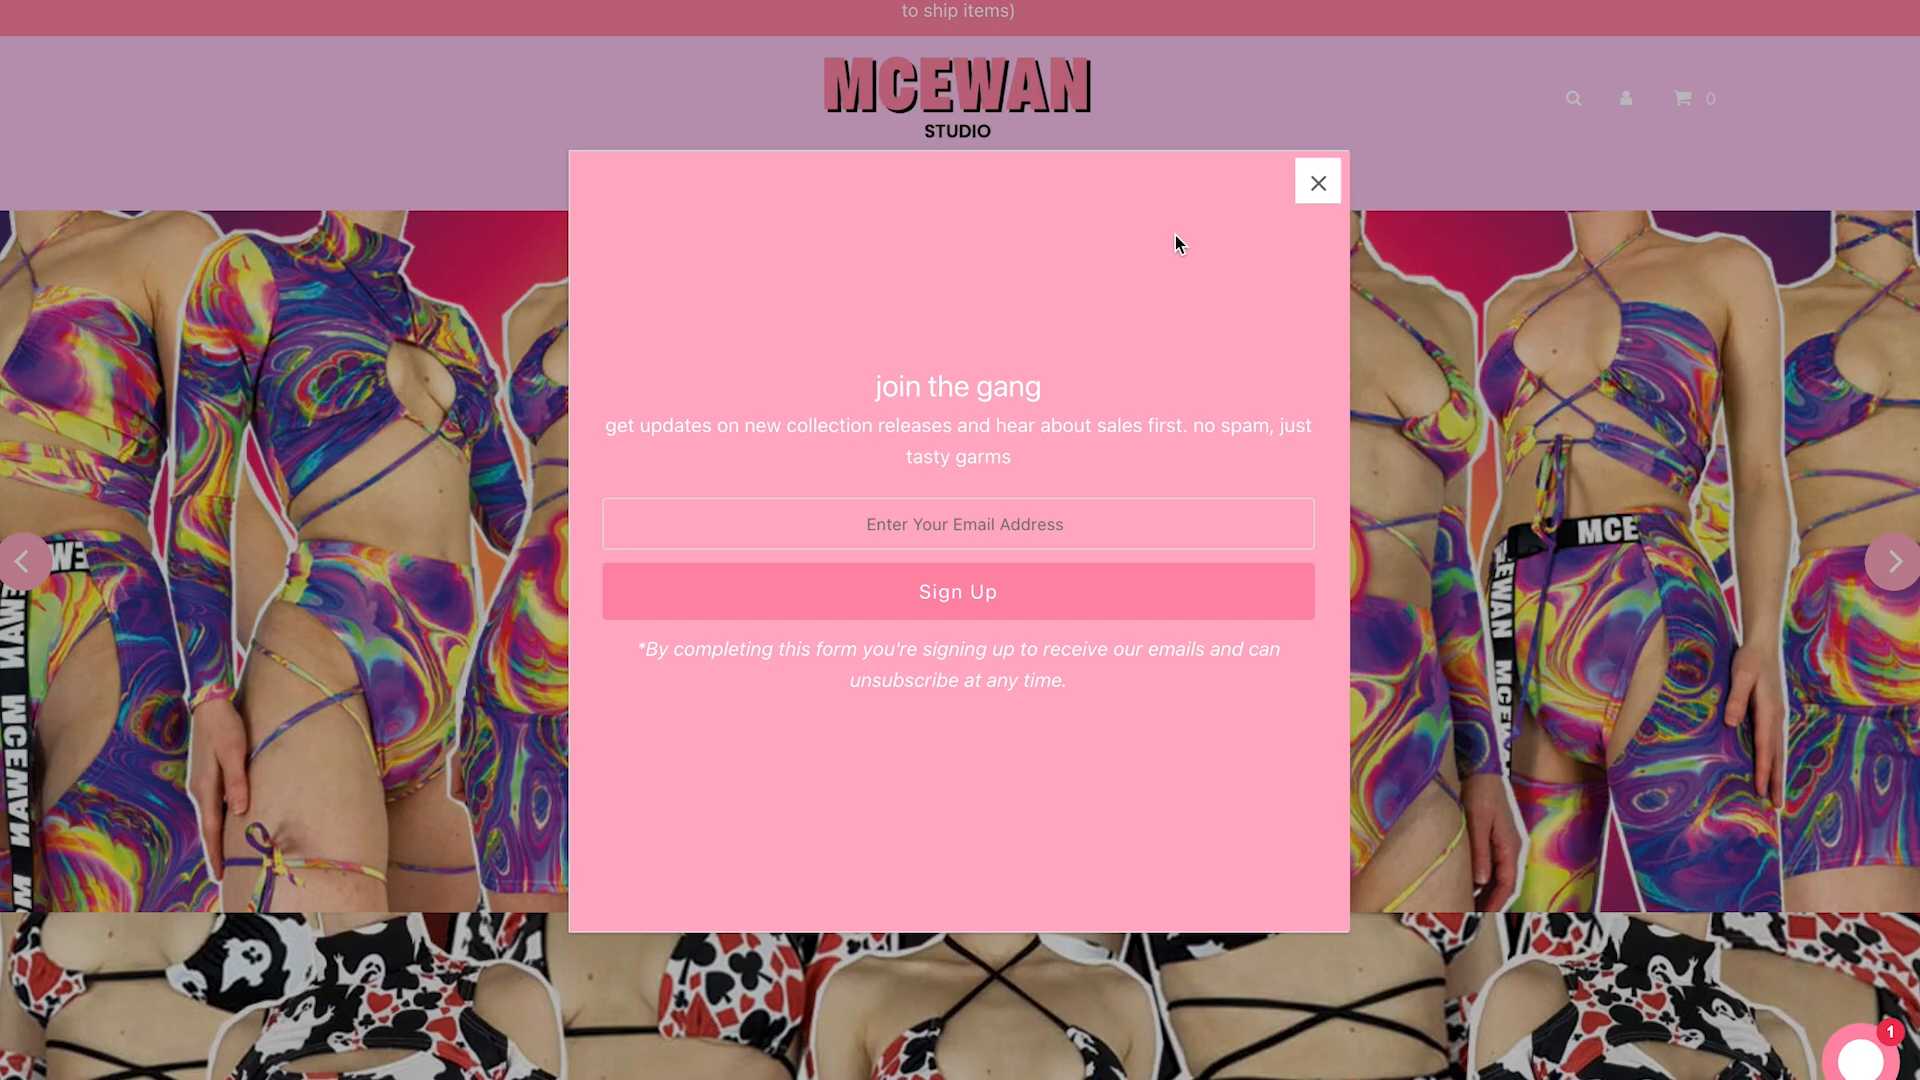 to ship items)
MCEWAN
STUDIO
0
join the gang
get updates on new collection releases and hear about sales first. no spam, just
tasty garms
Enter Your Email Address
Sign Up
*By completing this form you're signing up to receive our emails and can
unsubscribe at any time.
MCE
MCEWAN
MCEWAN
1